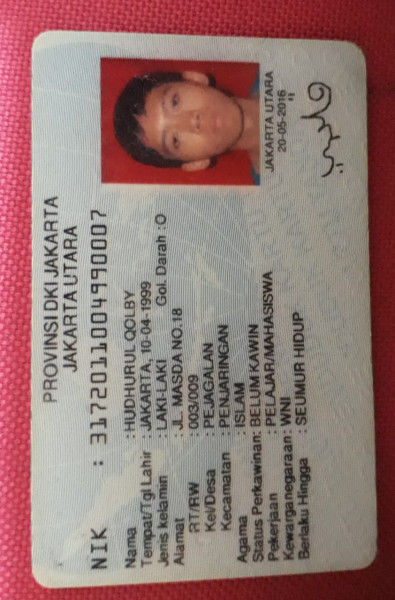 PROVINSI DKI JAKARTA
JAKARTA UTARA
NIK : 3172011004990007
Nama : HUDHURUL QOLBY
Tempat/Tgl Lahir : JAKARTA, 10-04-1999
Jenis kelamin : LAKI-LAKI Gol. Darah :O
Alamat : JL. MASDA NO.18
RT/RW : 003/009
Kel/Desa : PEJAGALAN
Kecamatan : PENJARINGAN
Agama : ISLAM
Status Perkawinan: BELUM KAWIN
Pekerjaan : PELAJAR/MAHASISWA
Kewarganegaraan: WNI
Berlaku Hingga : SEUMUR HIDUP
JAKARTA UTARA
20-05-2016